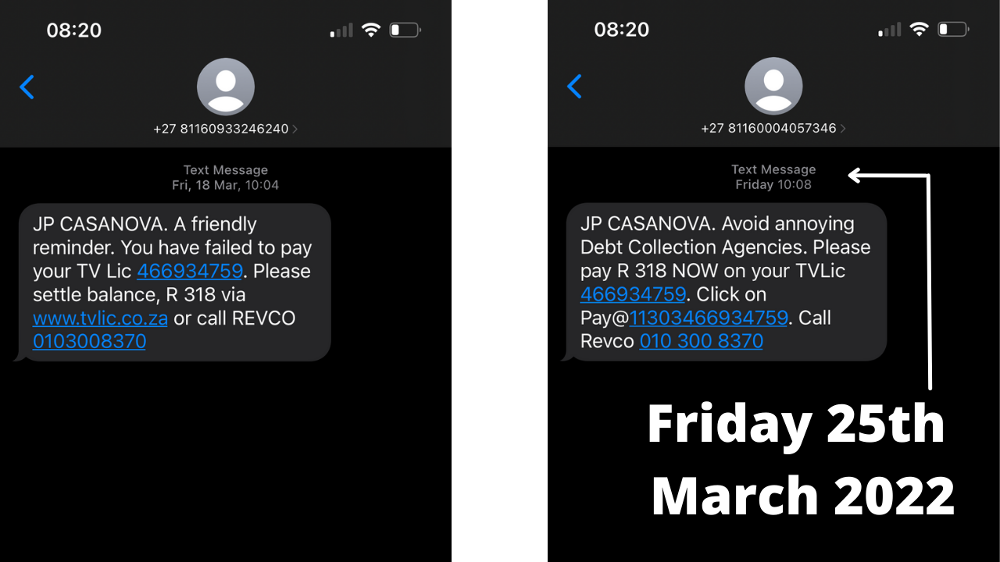 08:20
+27 81160933246240
Text Message
Fri, 18 Mar, 10:04
JP CASANOVA. A friendly
reminder. You have failed to pay
your TV Lic 466934759. Please
settle balance, R 318 via
www.tvlic.co.za or call REVCO
0103008370
08:20
+27 81160004057346
Text Message
Friday 10:08
JP CASANOVA. Avoid annoying
Debt Collection Agencies. Please
pay R 318 NOW on your TVLic
466934759. Click on
Pay@11303466934759. Call
Revco 010 300 8370
Friday 25th
March 2022